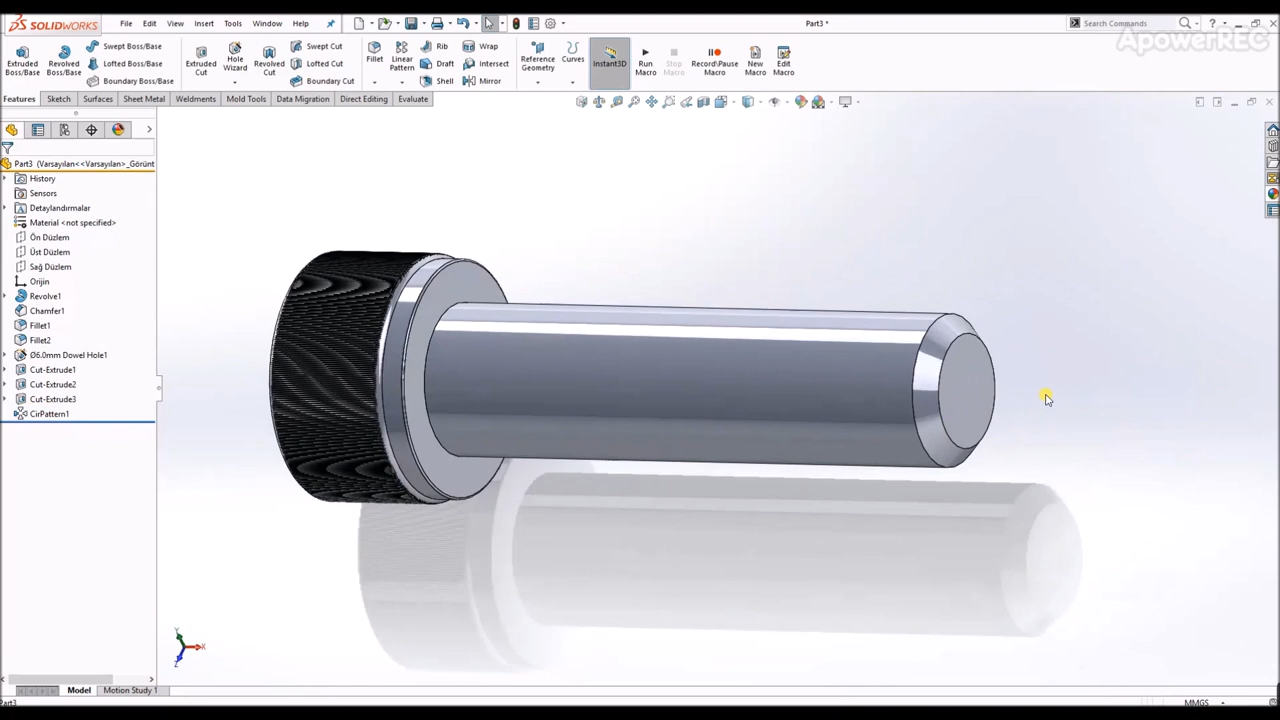 SOLIDWORKS File Edit View Insert Tools Window Help Part3 * Search Commands
ApowerREC
Extruded Boss/Base
Revolved Boss/Base
Swept Boss/Base
Lofted Boss/Base
Boundary Boss/Base
Extruded Cut
Hole Wizard
Revolved Cut
Swept Cut
Lofted Cut
Boundary Cut
Fillet
Linear Pattern
Rib
Draft
Shell
Wrap
Intersect
Mirror
Reference Geometry
Curves
Instant3D
Run Macro
Stop Macro
Record\Pause Macro
New Macro
Edit Macro
Features Sketch Surfaces Sheet Metal Weldments Mold Tools Data Migration Direct Editing Evaluate
Part3 (Varsayılan<<Varsayılan>_Görünt
History
Sensors
Detaylandırmalar
Material <not specified>
Ön Düzlem
Üst Düzlem
Sağ Düzlem
Orijin
Revolve1
Chamfer1
Fillet1
Fillet2
Ø6.0mm Dowel Hole1
Cut-Extrude1
Cut-Extrude2
Cut-Extrude3
CirPattern1
Y
X
Z
Model Motion Study 1
Part3 MMGS